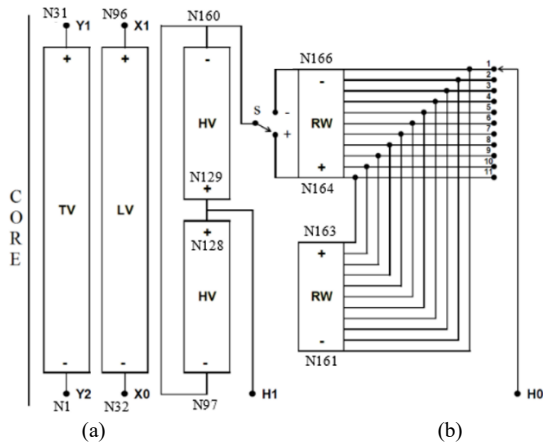 N31
Y1
N96
X1
N160
N166
+
+
-
-
S
-
+
HV
RW
1
2
3
4
5
6
7
8
9
10
11
N129
+
+
N164
CORE
TV
LV
+
N128
N163
+
HV
RW
-
-
-
-
N161
N1
Y2
N32
X0
N97
H1
H0
(a)
(b)